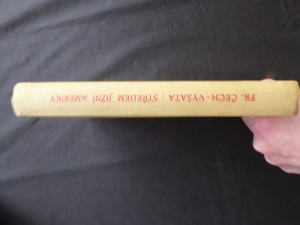 FR. ČECH - VYŠATA : STŘEDEM JIŽNÍ AMERIKY